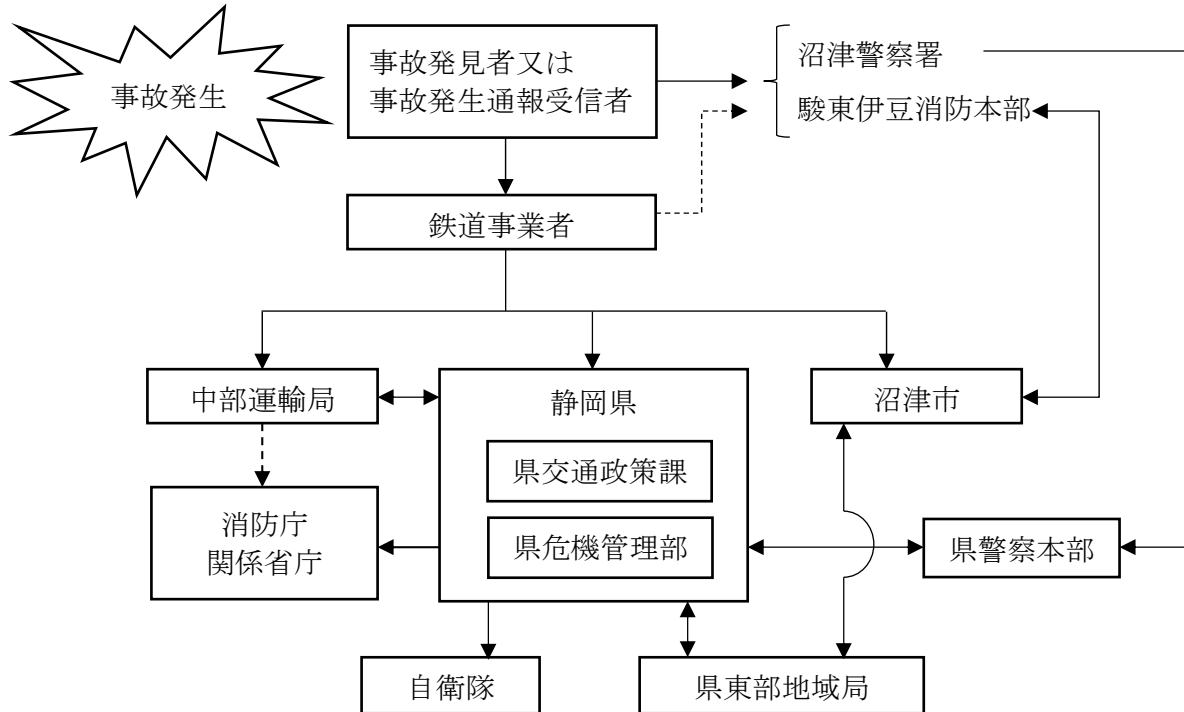 事故発生
事故発見者又は
事故発生通報受信者
沼津警察署
駿東伊豆消防本部
鉄道事業者
中部運輸局
静岡県
沼津市
県交通政策課
県危機管理部
消防庁
関係省庁
県警察本部
自衛隊
県東部地域局